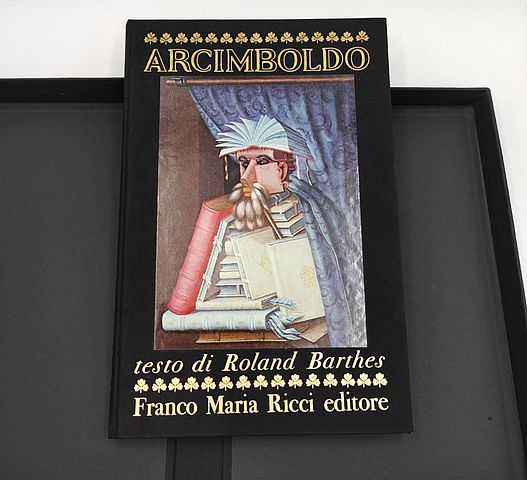 ARCIMBOLDO
testo di Roland Barthes
Franco Maria Ricci editore